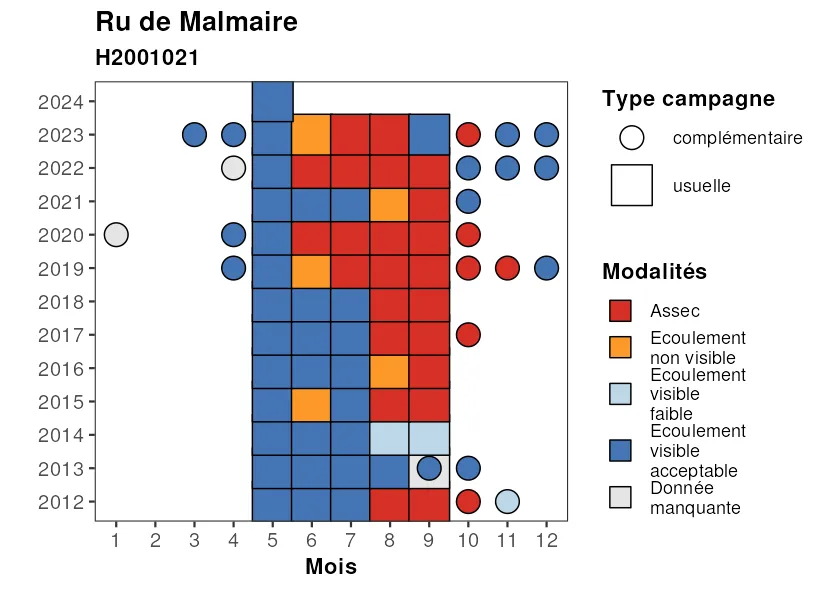 Ru de Malmaire
H2001021
2024
2023
2022
2021
2020
2019
2018
2017
2016
2015
2014
2013
2012
1 2 3 4 5 6 7 8 9 10 11 12
Mois
Type campagne
complémentaire
usuelle
Modalités
Assec
Ecoulement
non visible
Ecoulement
visible
faible
Ecoulement
visible
acceptable
Donnée
manquante